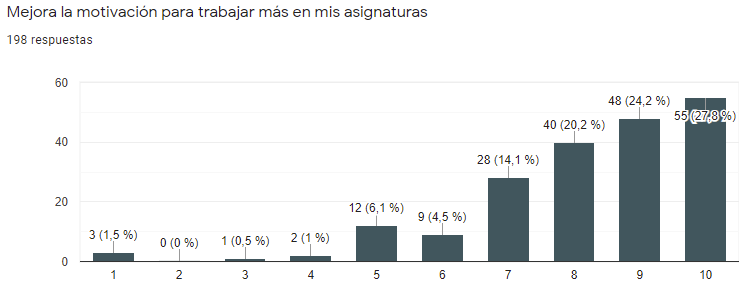 Mejora la motivación para trabajar más en mis asignaturas
198 respuestas
60
40
20
0
3 (1,5 %)
0 (0 %)
1 (0,5 %)
2 (1 %)
12 (6,1 %)
9 (4,5 %)
28 (14,1 %)
40 (20,2 %)
48 (24,2 %)
55 (27,8 %)
1 2 3 4 5 6 7 8 9 10